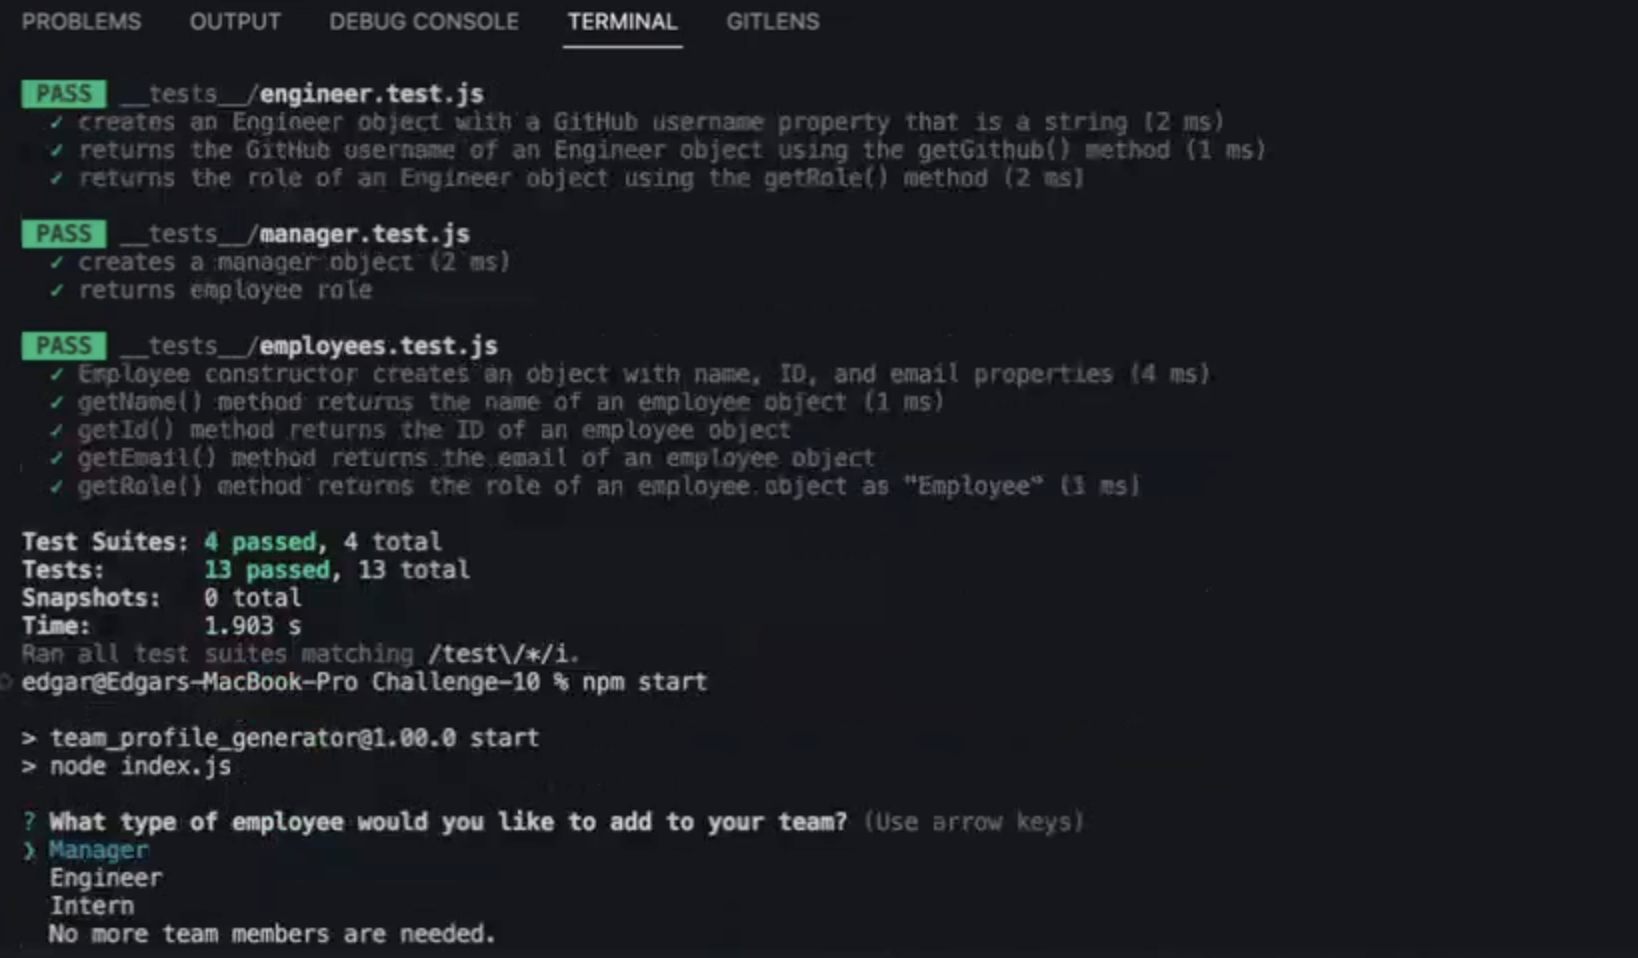 PROBLEMS OUTPUT DEBUG CONSOLE TERMINAL GITLENS
PASS __tests__/engineer.test.js
✓ creates an Engineer object with a GitHub username property that is a string (2 ms)
✓ returns the GitHub username of an Engineer object using the getGithub() method (1 ms)
✓ returns the role of an Engineer object using the getRole() method (2 ms)
PASS __tests__/manager.test.js
✓ creates a manager object (2 ms)
✓ returns employee role
PASS __tests__/employees.test.js
✓ Employee constructor creates an object with name, ID, and email properties (4 ms)
✓ getName() method returns the name of an employee object (1 ms)
✓ getId() method returns the ID of an employee object
✓ getEmail() method returns the email of an employee object
✓ getRole() method returns the role of an employee object as "Employee" (1 ms)
Test Suites: 4 passed, 4 total
Tests: 13 passed, 13 total
Snapshots: 0 total
Time: 1.903 s
Ran all test suites matching /test\/*/i.
edgar@Edgars-MacBook-Pro Challenge-10 % npm start
> team_profile_generator@1.00.0 start
> node index.js
? What type of employee would you like to add to your team? (Use arrow keys)
❯ Manager
Engineer
Intern
No more team members are needed.